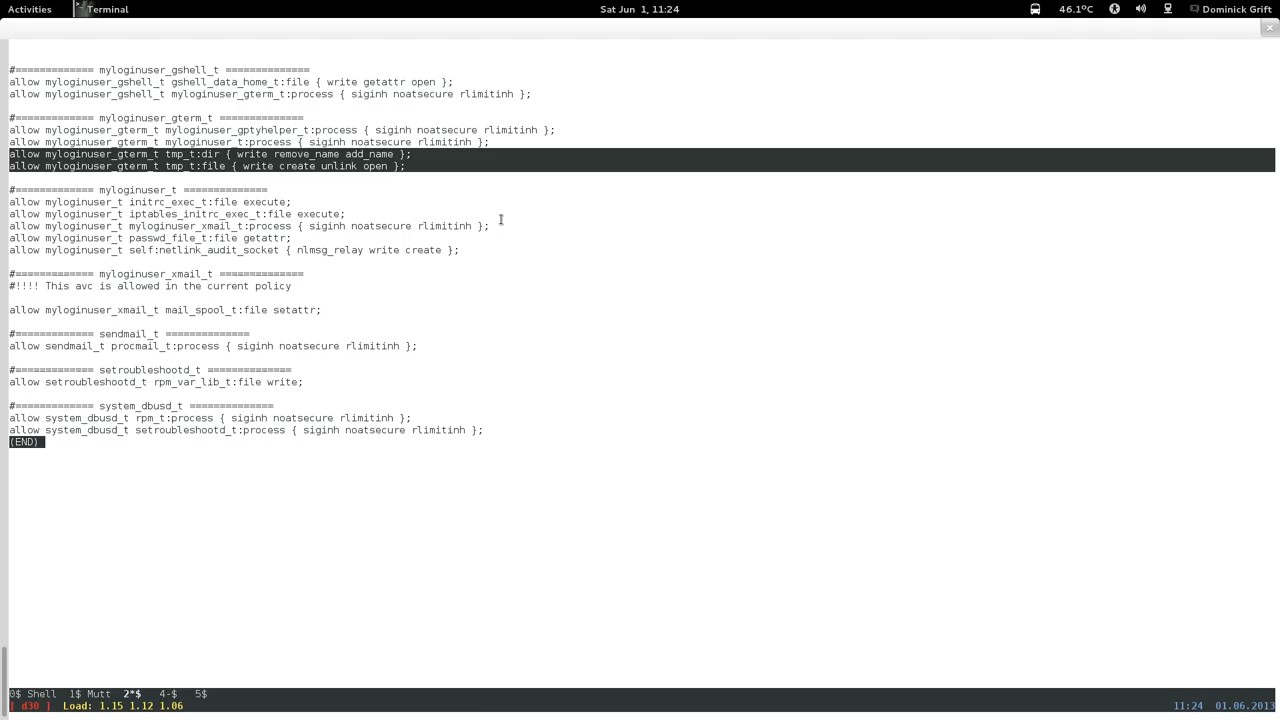 Activities Terminal Sat Jun 1, 11:24 46.1°C Dominick Grift
#============= myloginuser_gshell_t ==============
allow myloginuser_gshell_t gshell_data_home_t:file { write getattr open };
allow myloginuser_gshell_t myloginuser_gterm_t:process { siginh noatsecure rlimitinh };
#============= myloginuser_gterm_t ==============
allow myloginuser_gterm_t myloginuser_gptyhelper_t:process { siginh noatsecure rlimitinh };
allow myloginuser_gterm_t myloginuser_t:process { siginh noatsecure rlimitinh };
allow myloginuser_gterm_t tmp_t:dir { write remove_name add_name };
allow myloginuser_gterm_t tmp_t:file { write create unlink open };
#============= myloginuser_t ==============
allow myloginuser_t initrc_exec_t:file execute;
allow myloginuser_t iptables_initrc_exec_t:file execute;
allow myloginuser_t myloginuser_xmail_t:process { siginh noatsecure rlimitinh };
allow myloginuser_t passwd_file_t:file getattr;
allow myloginuser_t self:netlink_audit_socket { nlmsg_relay write create };
#============= myloginuser_xmail_t ==============
#!!!! This avc is allowed in the current policy
allow myloginuser_xmail_t mail_spool_t:file setattr;
#============= sendmail_t ==============
allow sendmail_t procmail_t:process { siginh noatsecure rlimitinh };
#============= setroubleshootd_t ==============
allow setroubleshootd_t rpm_var_lib_t:file write;
#============= system_dbusd_t ==============
allow system_dbusd_t rpm_t:process { siginh noatsecure rlimitinh };
allow system_dbusd_t setroubleshootd_t:process { siginh noatsecure rlimitinh };
(END)
0$ Shell 1$ Mutt 2*$ 4-$ 5$
[ d30 ] Load: 1.15 1.12 1.06 11:24 01.06.2013